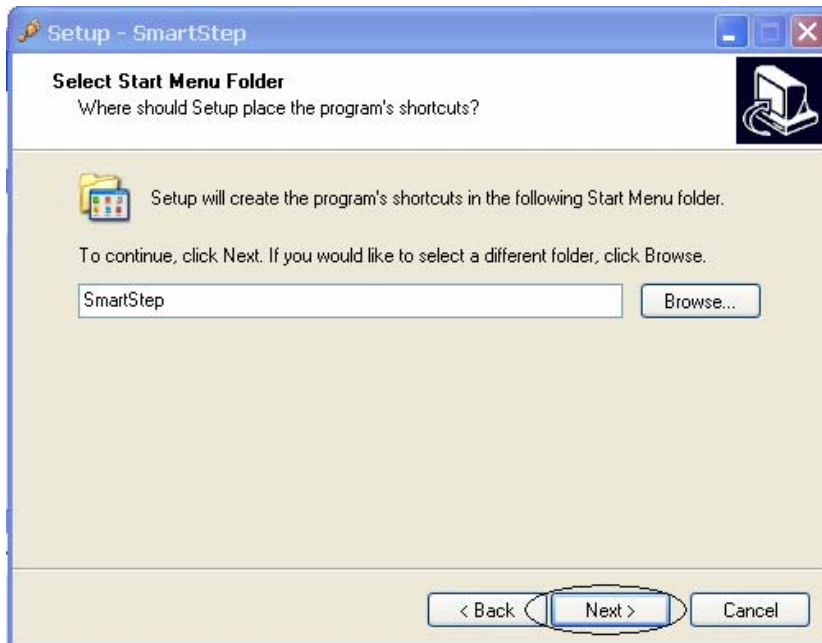 Setup - SmartStep
Select Start Menu Folder
Where should Setup place the program's shortcuts?
Setup will create the program's shortcuts in the following Start Menu folder.
To continue, click Next. If you would like to select a different folder, click Browse.
SmartStep
Browse...
< Back
Next >
Cancel